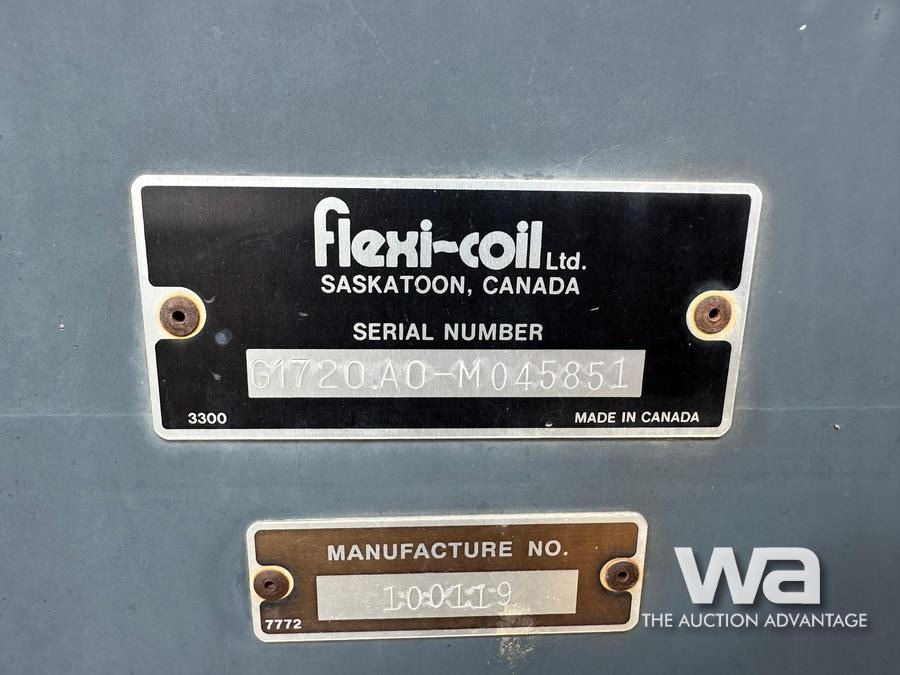 flexi-coil Ltd.
SASKATOON, CANADA
SERIAL NUMBER
G1720.A0-M045851
3300
MADE IN CANADA
MANUFACTURE NO.
100119
7772
wa
THE AUCTION ADVANTAGE